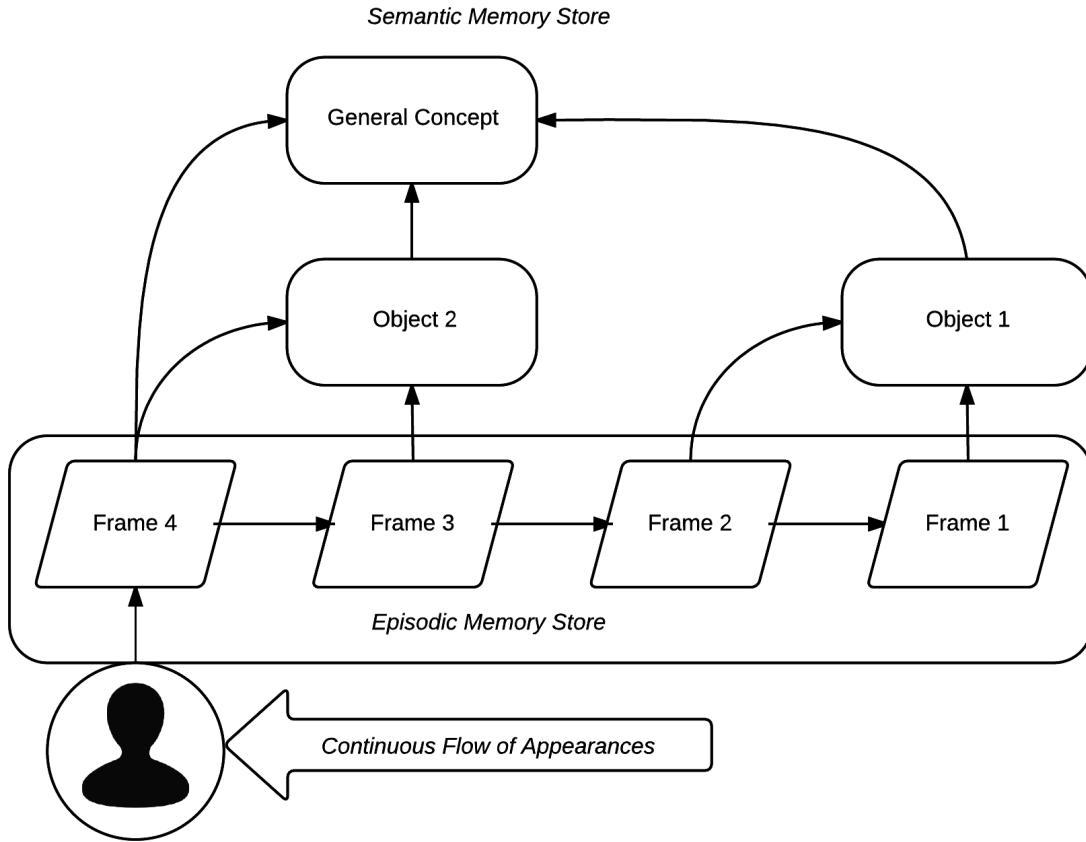 Semantic Memory Store
General Concept
Object 2
Object 1
Frame 4
Frame 3
Frame 2
Frame 1
Episodic Memory Store
Continuous Flow of Appearances